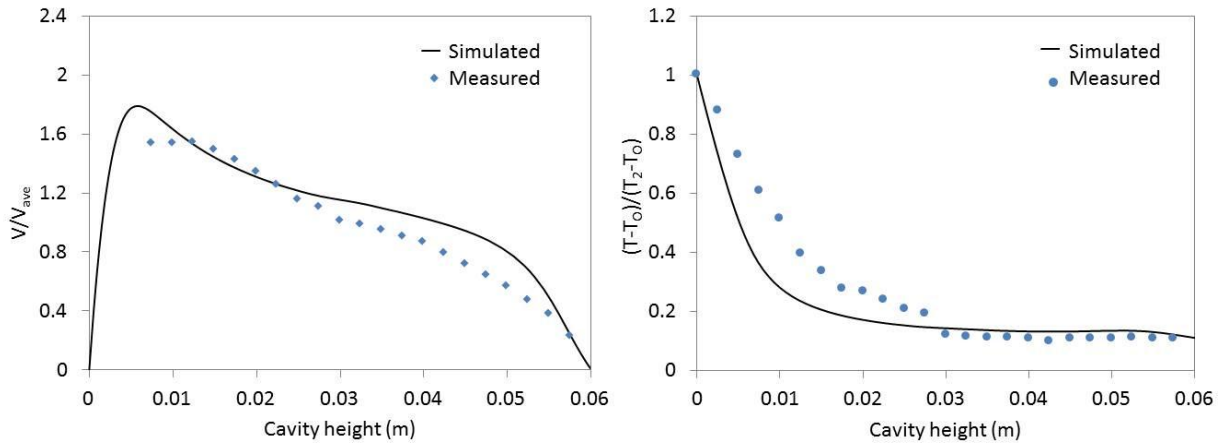 2.4
2
1.6
1.2
0.8
0.4
0
V/Vave
Simulated
Measured
0 0.01 0.02 0.03 0.04 0.05 0.06
Cavity height (m)
1.2
1
0.8
0.6
0.4
0.2
0
(T-TO)/(T2-TO)
Simulated
Measured
0 0.01 0.02 0.03 0.04 0.05 0.06
Cavity height (m)